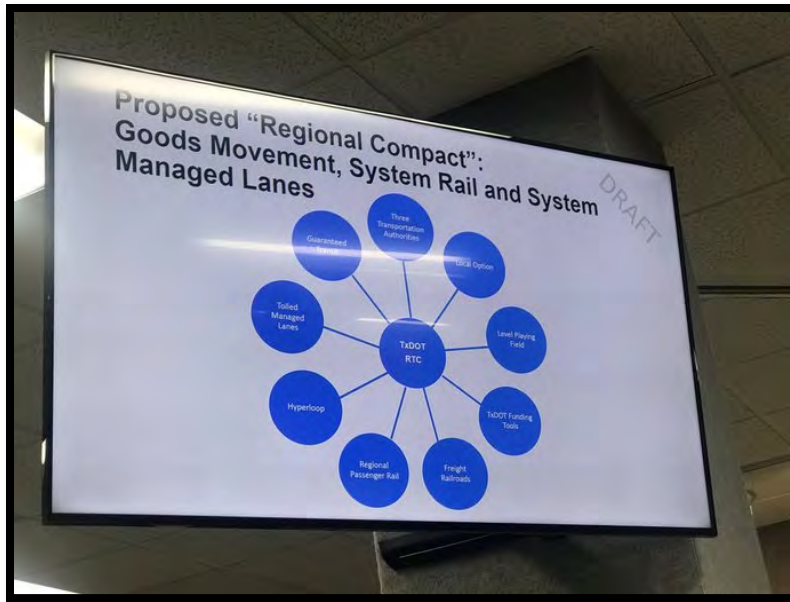 Proposed “Regional Compact”:
Goods Movement, System Rail and System
Managed Lanes
DRAFT
Three
Transportation
Authorities
Local Option
Level Playing
Field
TxDOT Funding
Tools
Freight
Railroads
Regional
Passenger Rail
Hyperloop
Tolled
Managed
Lanes
Guaranteed
TxDOT
RTC